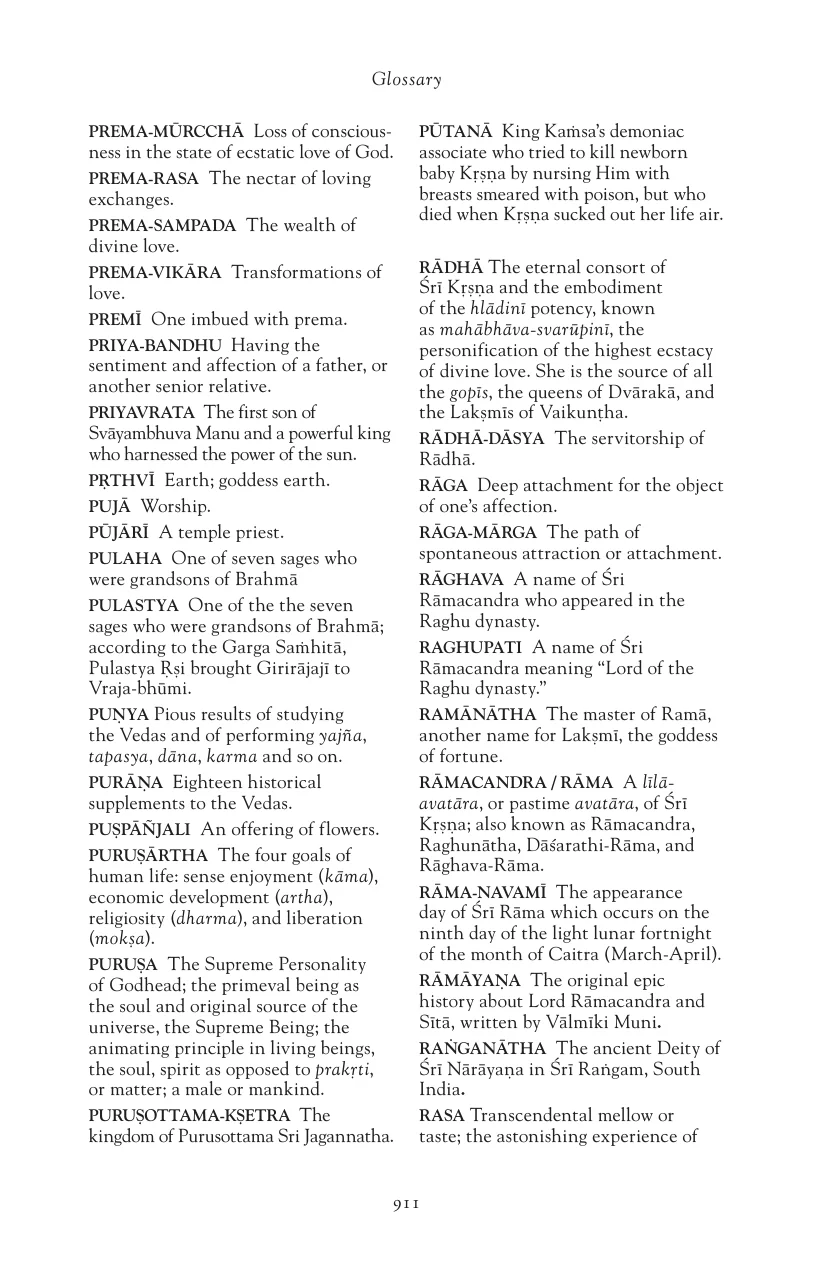 Glossary
PREMA-MŪRCCHĀ Loss of conscious-
ness in the state of ecstatic love of God.
PREMA-RASA The nectar of loving
exchanges.
PREMA-SAMPADA The wealth of
divine love.
PREMA-VIKĀRA Transformations of
love.
PREMĪ One imbued with prema.
PRIYA-BANDHU Having the
sentiment and affection of a father, or
another senior relative.
PRIYAVRATA The first son of
Svāyambhuva Manu and a powerful king
who harnessed the power of the sun.
PṚTHVĪ Earth; goddess earth.
PUJĀ Worship.
PŪJĀRĪ A temple priest.
PULAHA One of seven sages who
were grandsons of Brahmā
PULASTYA One of the the seven
sages who were grandsons of Brahmā;
according to the Garga Saṁhitā,
Pulastya Ṛṣi brought Girirājajī to
Vraja-bhūmi.
PUṆYA Pious results of studying
the Vedas and of performing yajña,
tapasya, dāna, karma and so on.
PURĀṆA Eighteen historical
supplements to the Vedas.
PUṢPĀÑJALI An offering of flowers.
PURUṢĀRTHA The four goals of
human life: sense enjoyment (kāma),
economic development (artha),
religiosity (dharma), and liberation
(mokṣa).
PURUṢA The Supreme Personality
of Godhead; the primeval being as
the soul and original source of the
universe, the Supreme Being; the
animating principle in living beings,
the soul, spirit as opposed to prakṛti,
or matter; a male or mankind.
PURUṢOTTAMA-KṢETRA The
kingdom of Purusottama Sri Jagannatha.
PŪTANĀ King Kaṁsa's demoniac
associate who tried to kill newborn
baby Kṛṣṇa by nursing Him with
breasts smeared with poison, but who
died when Kṛṣṇa sucked out her life air.
RĀDHĀ The eternal consort of
Śrī Kṛṣṇa and the embodiment
of the hlādinī potency, known
as mahābhāva-svarūpinī, the
personification of the highest ecstacy
of divine love. She is the source of all
the gopīs, the queens of Dvārakā, and
the Lakṣmīs of Vaikuṇṭha.
RĀDHĀ-DĀSYA The servitorship of
Rādhā.
RĀGA Deep attachment for the object
of one's affection.
RĀGA-MĀRGA The path of
spontaneous attraction or attachment.
RĀGHAVA A name of Śrī
Rāmacandra who appeared in the
Raghu dynasty.
RAGHUPATI A name of Śrī
Rāmacandra meaning “Lord of the
Raghu dynasty.”
RAMĀNĀTHA The master of Ramā,
another name for Lakṣmī, the goddess
of fortune.
RĀMACANDRA / RĀMA A līlā-
avatāra, or pastime avatāra, of Śrī
Kṛṣṇa; also known as Rāmacandra,
Raghunātha, Dāśarathi-Rāma, and
Rāghava-Rāma.
RĀMA-NAVAMĪ The appearance
day of Śrī Rāma which occurs on the
ninth day of the light lunar fortnight
of the month of Caitra (March-April).
RĀMĀYAṆA The original epic
history about Lord Rāmacandra and
Sītā, written by Vālmīki Muni.
RAṄGANĀTHA The ancient Deity of
Śrī Nārāyaṇa in Śrī Raṅgam, South
India.
RASA Transcendental mellow or
taste; the astonishing experience of
911